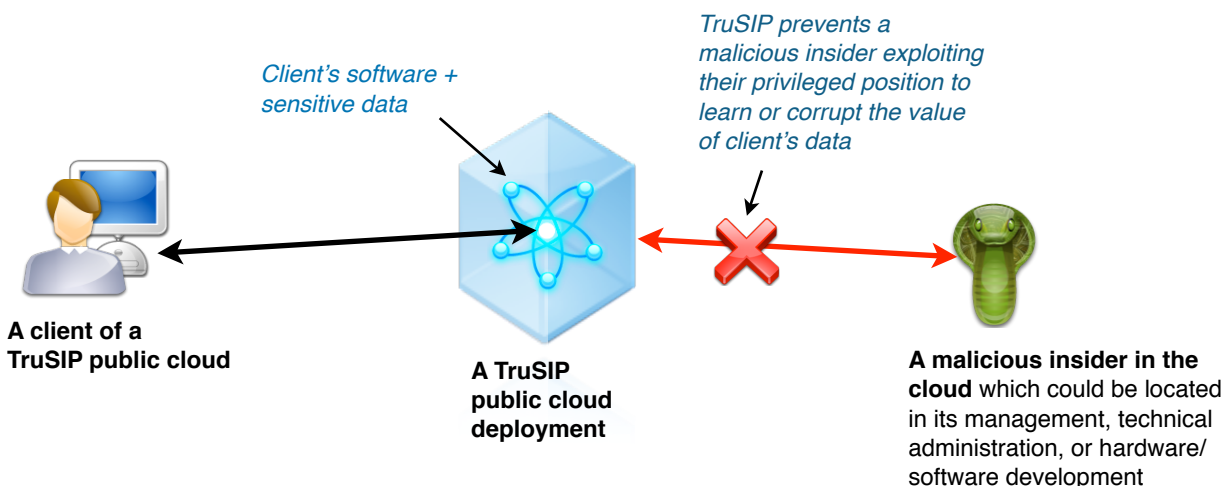 TruSIP prevents a
malicious insider exploiting
their privileged position to
learn or corrupt the value
of client's data
Client's software +
sensitive data
A client of a
TruSIP public cloud
A TruSIP
public cloud
deployment
A malicious insider in the
cloud which could be located
in its management, technical
administration, or hardware/
software development